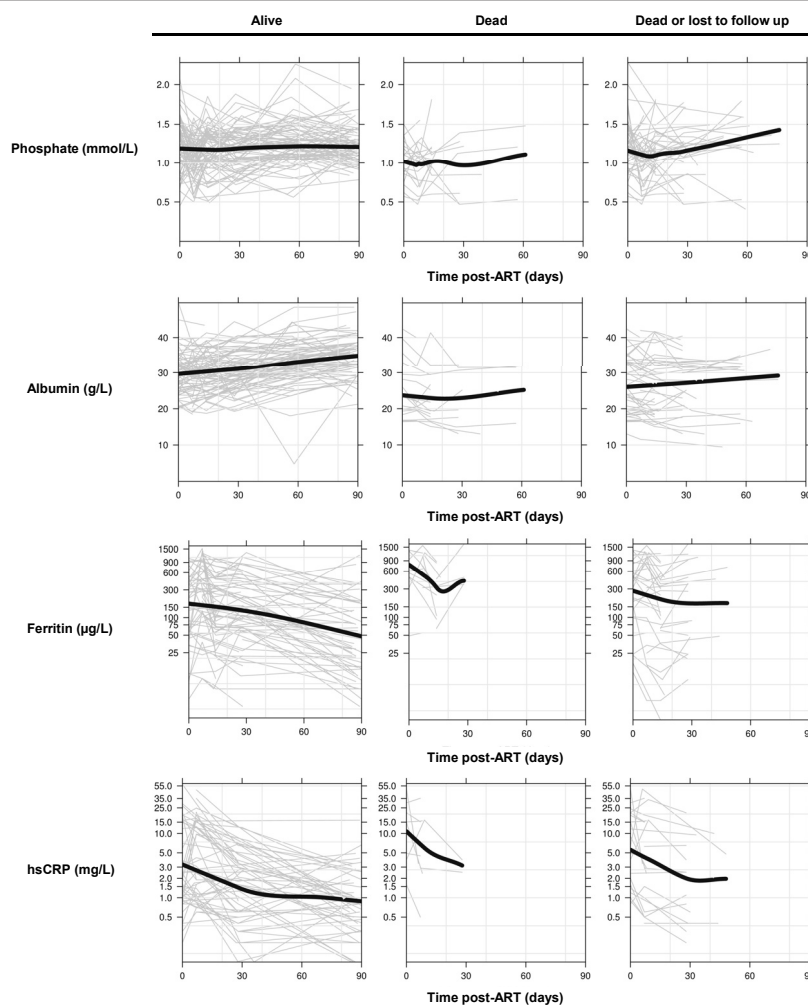 Alive Dead Dead or lost to follow up
Phosphate (mmol/L)
2.0 2.0 2.0
1.5 1.5 1.5
1.0 1.0 1.0
0.5 0.5 0.5
0 30 60 90 0 30 60 90 0 30 60 90
Time post-ART (days)
Albumin (g/L)
40 40 40
30 30 30
20 20 20
10 10 10
0 30 60 90 0 30 60 90 0 30 60 90
Time post-ART (days)
Ferritin (µg/L)
1500 1500 1500
900 900 900
600 600 600
300 300 300
150 150 150
100 100 100
75 75 75
50 50 50
25 25 25
0 30 60 90 0 30 60 90 0 30 60 90
Time post-ART (days)
hsCRP (mg/L)
55.0 55.0 55.0
35.0 35.0 35.0
25.0 25.0 25.0
15.0 15.0 15.0
10.0 10.0 10.0
5.0 5.0 5.0
3.0 3.0 3.0
2.0 2.0 2.0
1.5 1.5 1.5
1.0 1.0 1.0
0.5 0.5 0.5
0 30 60 90 0 30 60 90 0 30 60 90
Time post-ART (days)